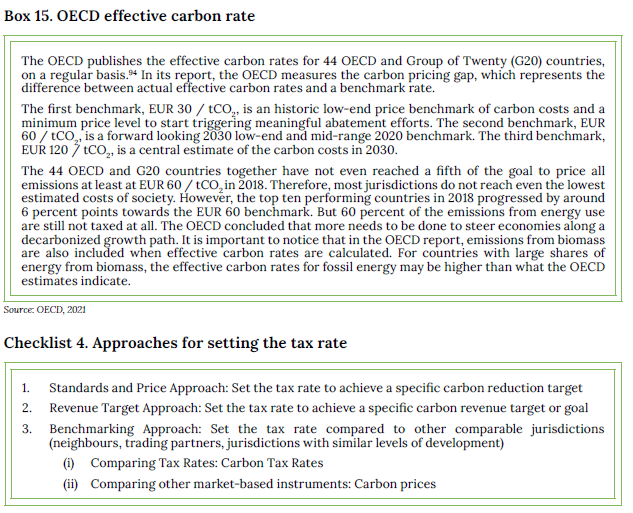 Box 15. OECD effective carbon rate
The OECD publishes the effective carbon rates for 44 OECD and Group of Twenty (G20) countries,
on a regular basis.⁹⁴ In its report, the OECD measures the carbon pricing gap, which represents the
difference between actual effective carbon rates and a benchmark rate.
The first benchmark, EUR 30 / tCO₂, is an historic low-end price benchmark of carbon costs and a
minimum price level to start triggering meaningful abatement efforts. The second benchmark, EUR
60 / tCO₂, is a forward looking 2030 low-end and mid-range 2020 benchmark. The third benchmark,
EUR 120 / tCO₂, is a central estimate of the carbon costs in 2030.
The 44 OECD and G20 countries together have not even reached a fifth of the goal to price all
emissions at least at EUR 60 / tCO₂ in 2018. Therefore, most jurisdictions do not reach even the lowest
estimated costs of society. However, the top ten performing countries in 2018 progressed by around
6 percent points towards the EUR 60 benchmark. But 60 percent of the emissions from energy use
are still not taxed at all. The OECD concluded that more needs to be done to steer economies along a
decarbonized growth path. It is important to notice that in the OECD report, emissions from biomass
are also included when effective carbon rates are calculated. For countries with large shares of
energy from biomass, the effective carbon rates for fossil energy may be higher than what the OECD
estimates indicate.
Source: OECD, 2021
Checklist 4. Approaches for setting the tax rate
1. Standards and Price Approach: Set the tax rate to achieve a specific carbon reduction target
2. Revenue Target Approach: Set the tax rate to achieve a specific carbon revenue target or goal
3. Benchmarking Approach: Set the tax rate compared to other comparable jurisdictions
(neighbours, trading partners, jurisdictions with similar levels of development)
(i) Comparing Tax Rates: Carbon Tax Rates
(ii) Comparing other market-based instruments: Carbon prices